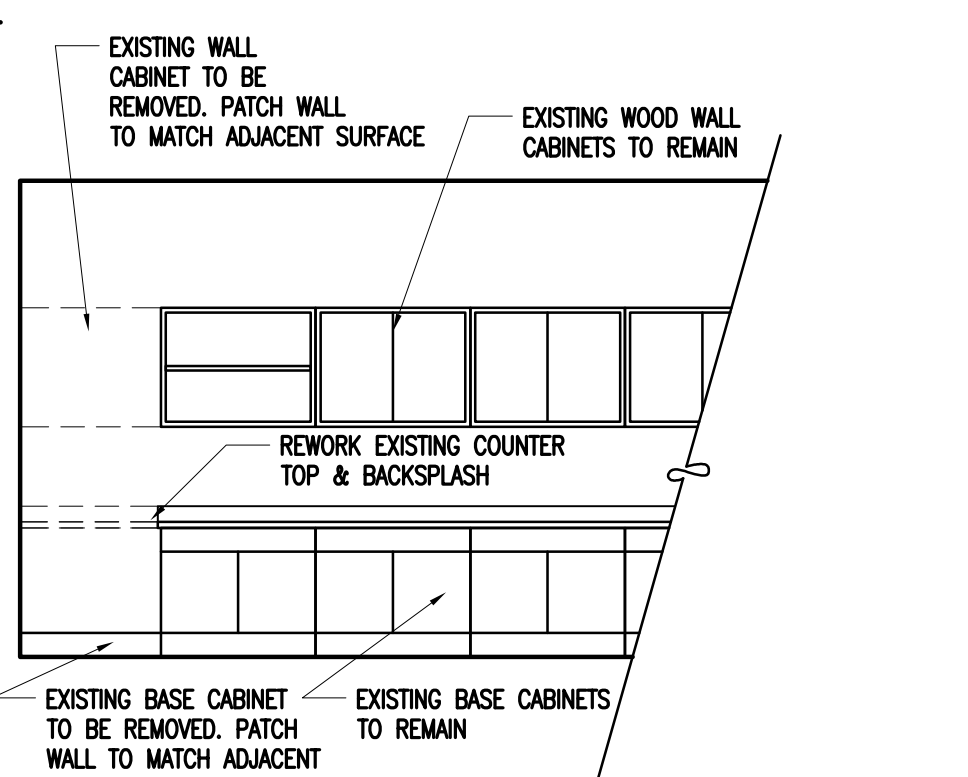 EXISTING WALL
CABINET TO BE
REMOVED. PATCH WALL
TO MATCH ADJACENT SURFACE
EXISTING WOOD WALL
CABINETS TO REMAIN
REWORK EXISTING COUNTER
TOP & BACKSPLASH
EXISTING BASE CABINET
TO BE REMOVED. PATCH
WALL TO MATCH ADJACENT
EXISTING BASE CABINETS
TO REMAIN